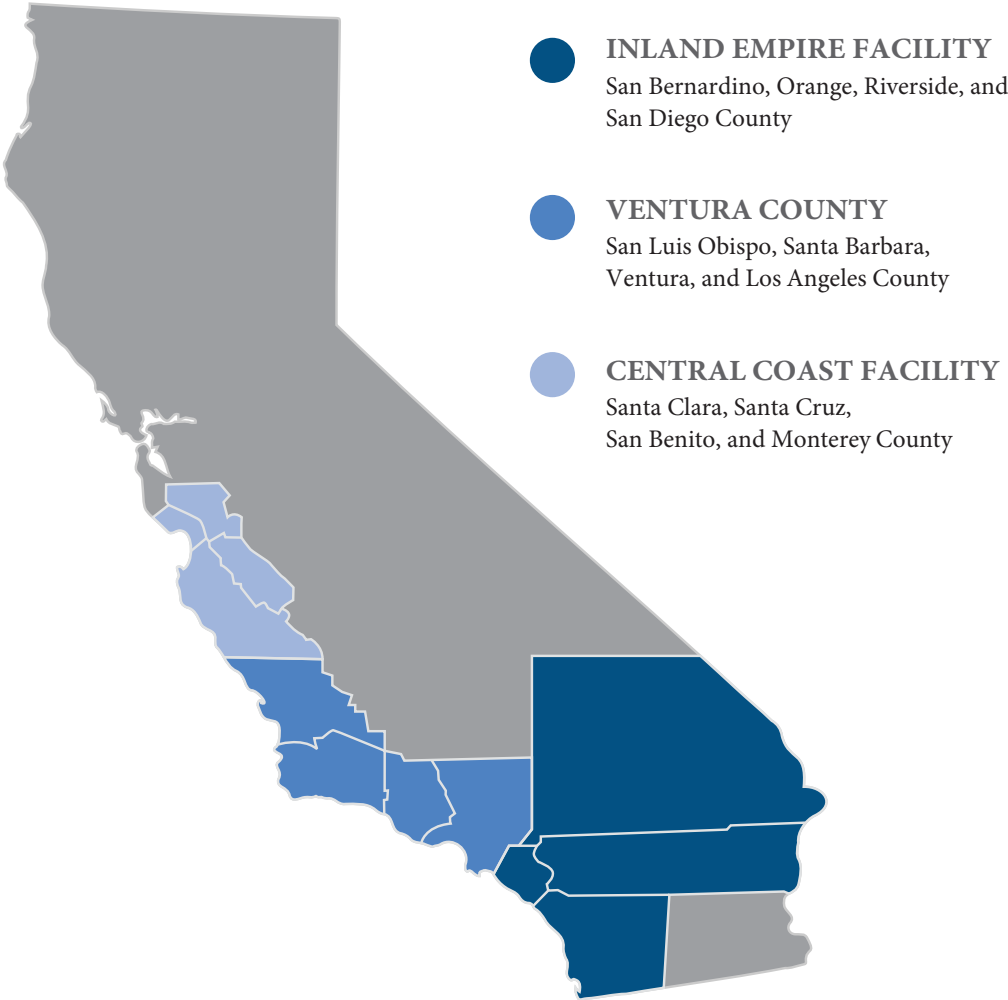 INLAND EMPIRE FACILITY
San Bernardino, Orange, Riverside, and
San Diego County
VENTURA COUNTY
San Luis Obispo, Santa Barbara,
Ventura, and Los Angeles County
CENTRAL COAST FACILITY
Santa Clara, Santa Cruz,
San Benito, and Monterey County